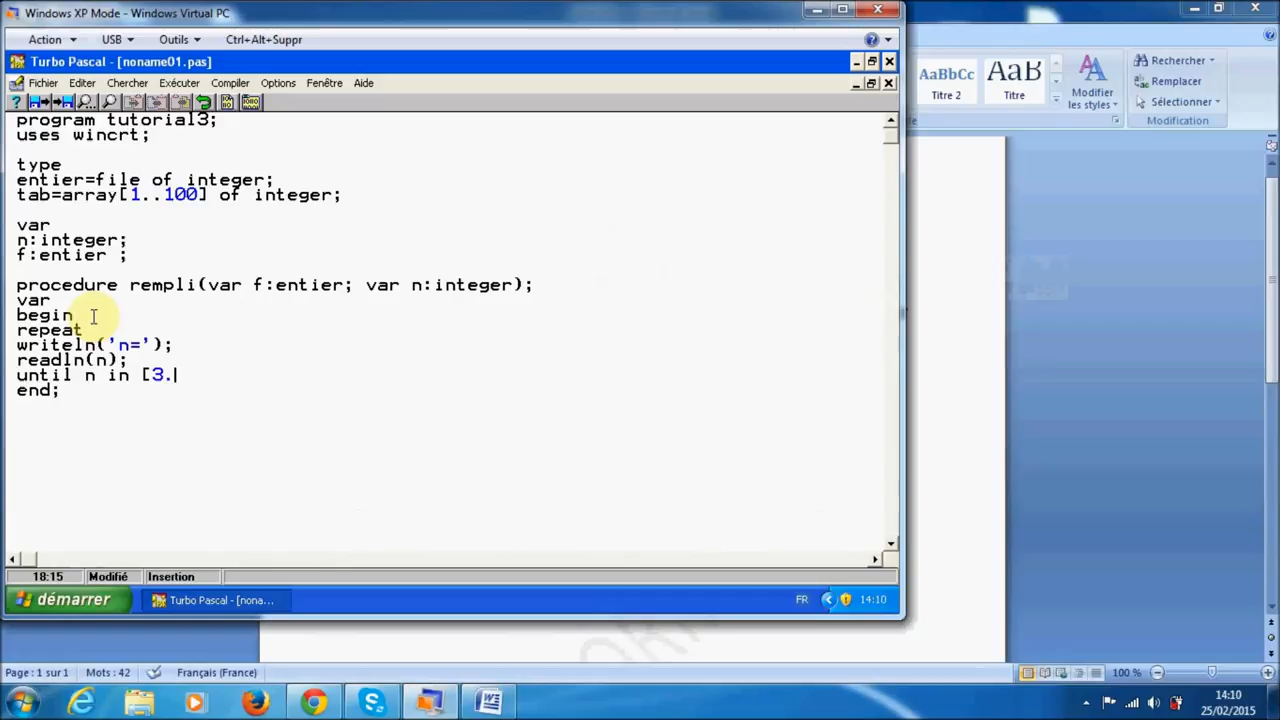 Windows XP Mode - Windows Virtual PC
Action USB Outils Ctrl+Alt+Suppr
Turbo Pascal - [noname01.pas]
Fichier Editer Chercher Exécuter Compiler Options Fenêtre Aide
program tutorial3;
uses wincrt;
type
entier=file of integer;
tab=array[1..100] of integer;
var
n:integer;
f:entier ;
procedure rempli(var f:entier; var n:integer);
var
begin
repeat
writeln('n=');
readln(n);
until n in [3.
end;
18:15 Modifié Insertion
démarrer Turbo Pascal - [nona... FR 14:10
AaBbCc AaB
Titre 2 Titre
Modifier
les styles
Rechercher
Remplacer
Sélectionner
Modification
Page : 1 sur 1 Mots : 42 Français (France) 100 %
14:10
25/02/2015